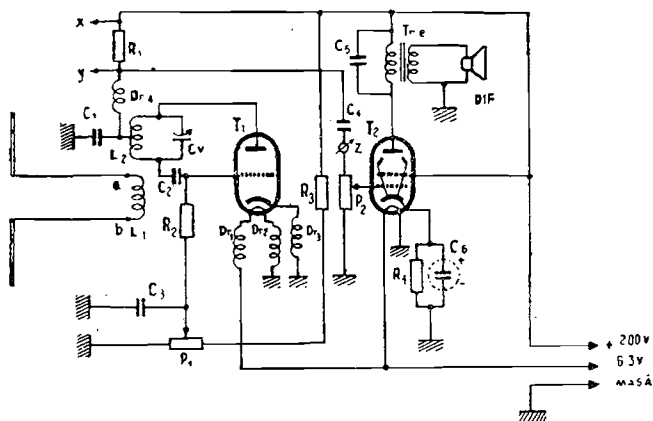 x
R1
C5
Tre
y
Dr4
DIF
C1
L2
Cv
T1
C4
T2
Z
C2
a
R3
P2
b L1
R2
Dr1
Dr2
Dr3
C6
+
-
R4
C3
P1
+ 200V
6.3V
masă